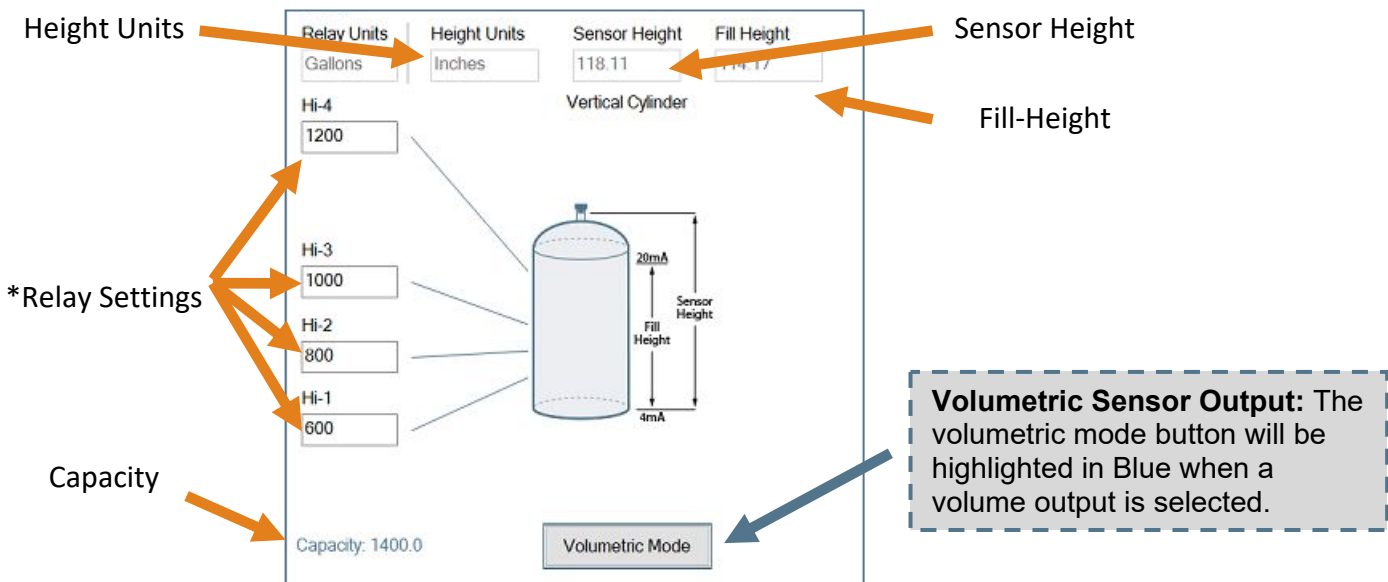 Height Units
Sensor Height
Fill-Height
*Relay Settings
Capacity
Relay Units
Height Units
Sensor Height
Fill Height
Gallons
Inches
118.11
114.17
Vertical Cylinder
Hi-4
1200
Hi-3
1000
Hi-2
800
Hi-1
600
20mA
Sensor
Height
Fill
Height
4mA
Capacity: 1400.0
Volumetric Mode
Volumetric Sensor Output: The
volumetric mode button will be
highlighted in Blue when a
volume output is selected.